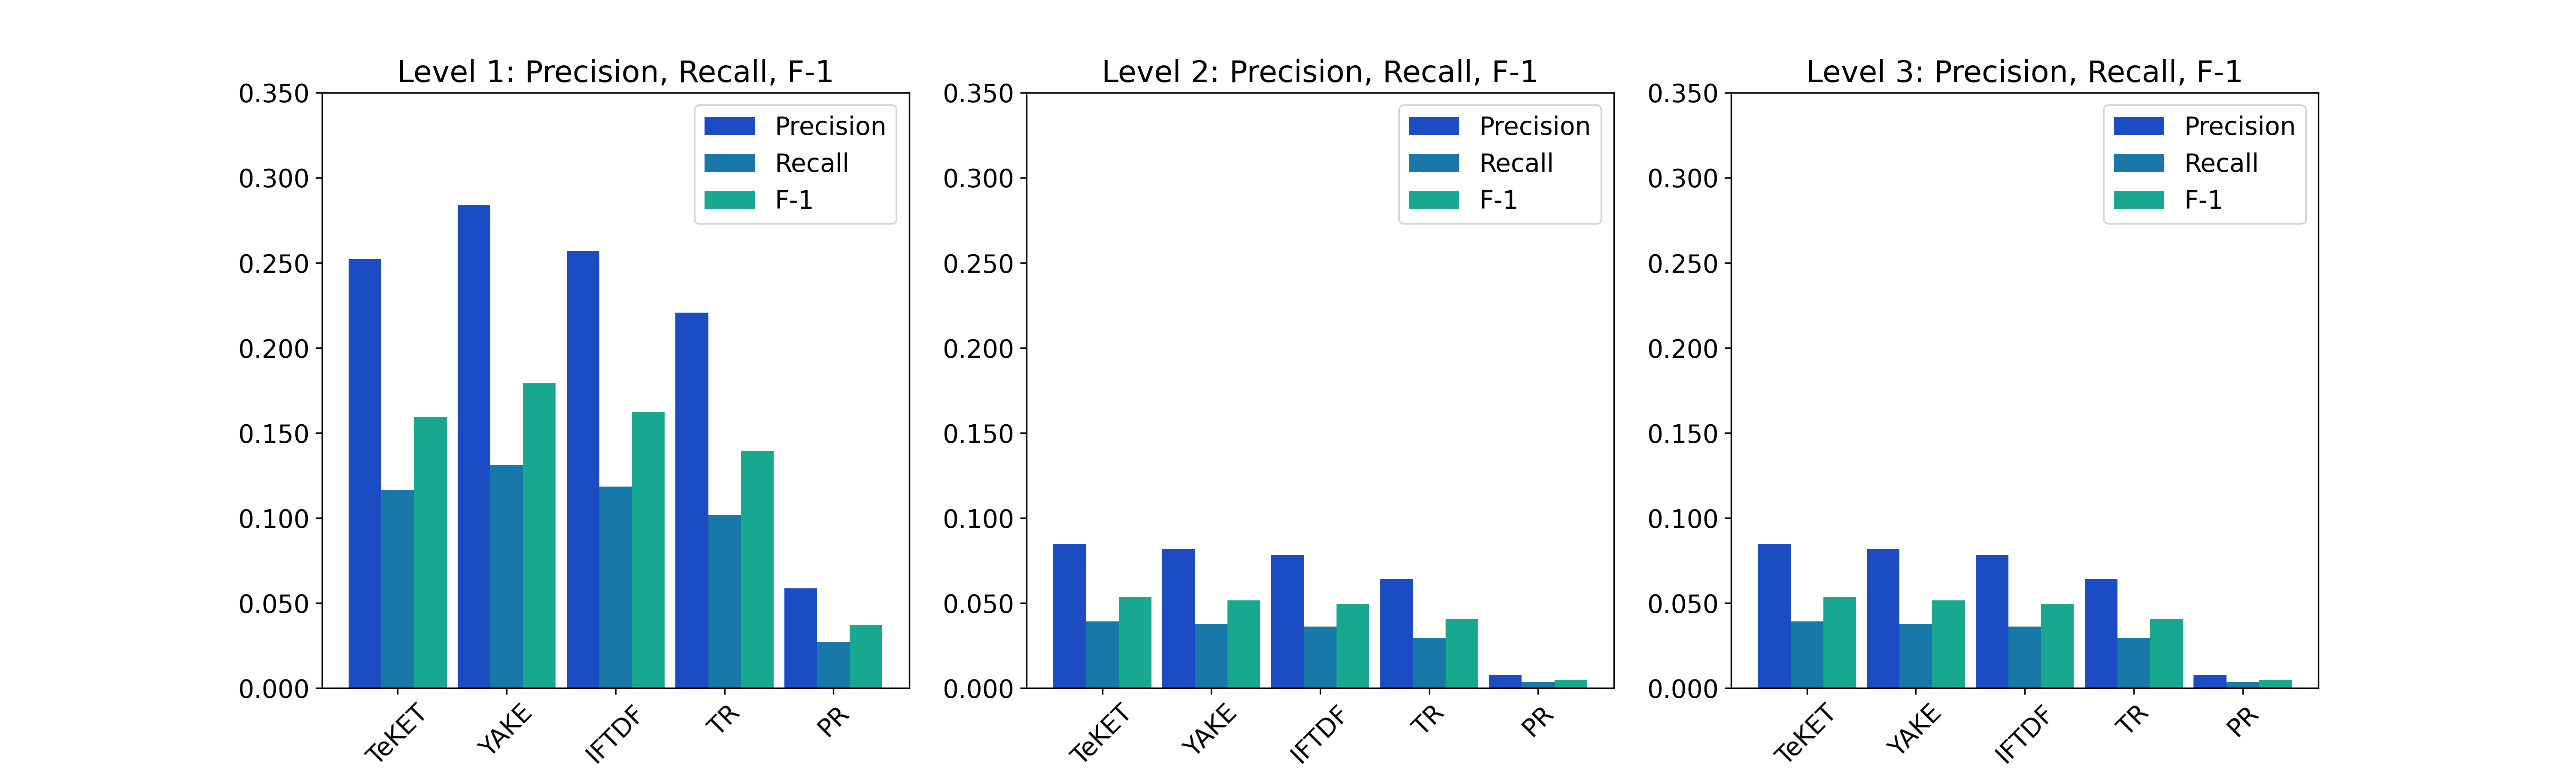 Level 1: Precision, Recall, F-1
0.350
0.300
0.250
0.200
0.150
0.100
0.050
0.000
Precision
Recall
F-1
TeKET
YAKE
IFTDF
TR
PR
Level 2: Precision, Recall, F-1
0.350
0.300
0.250
0.200
0.150
0.100
0.050
0.000
Precision
Recall
F-1
TeKET
YAKE
IFTDF
TR
PR
Level 3: Precision, Recall, F-1
0.350
0.300
0.250
0.200
0.150
0.100
0.050
0.000
Precision
Recall
F-1
TeKET
YAKE
IFTDF
TR
PR